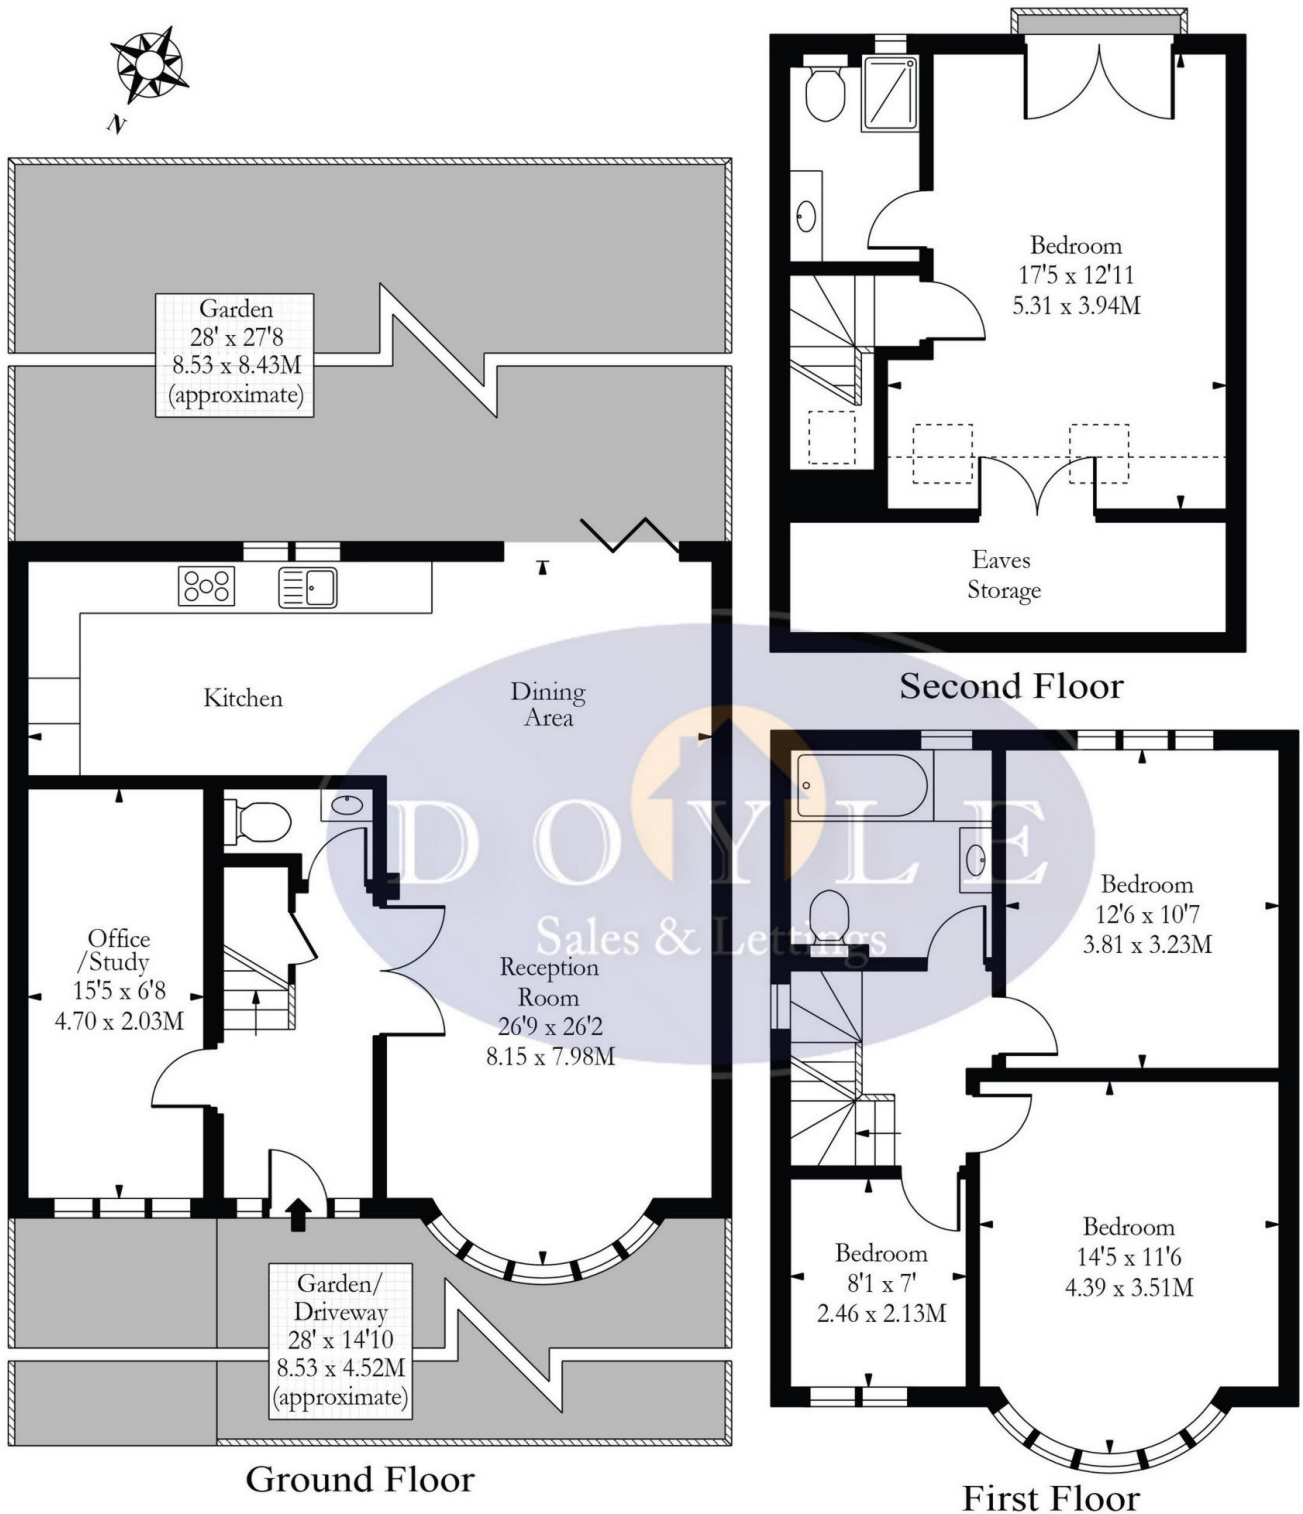 N
Garden
28' x 27'8
8.53 x 8.43M
(approximate)
Kitchen
Dining
Area
Office
/Study
15'5 x 6'8
4.70 x 2.03M
Reception
Room
26'9 x 26'2
8.15 x 7.98M
Garden/
Driveway
28' x 14'10
8.53 x 4.52M
(approximate)
Ground Floor
Bedroom
17'5 x 12'11
5.31 x 3.94M
Eaves
Storage
Second Floor
DOYLE
Sales & Lettings
Bedroom
12'6 x 10'7
3.81 x 3.23M
Bedroom
8'1 x 7'
2.46 x 2.13M
Bedroom
14'5 x 11'6
4.39 x 3.51M
First Floor